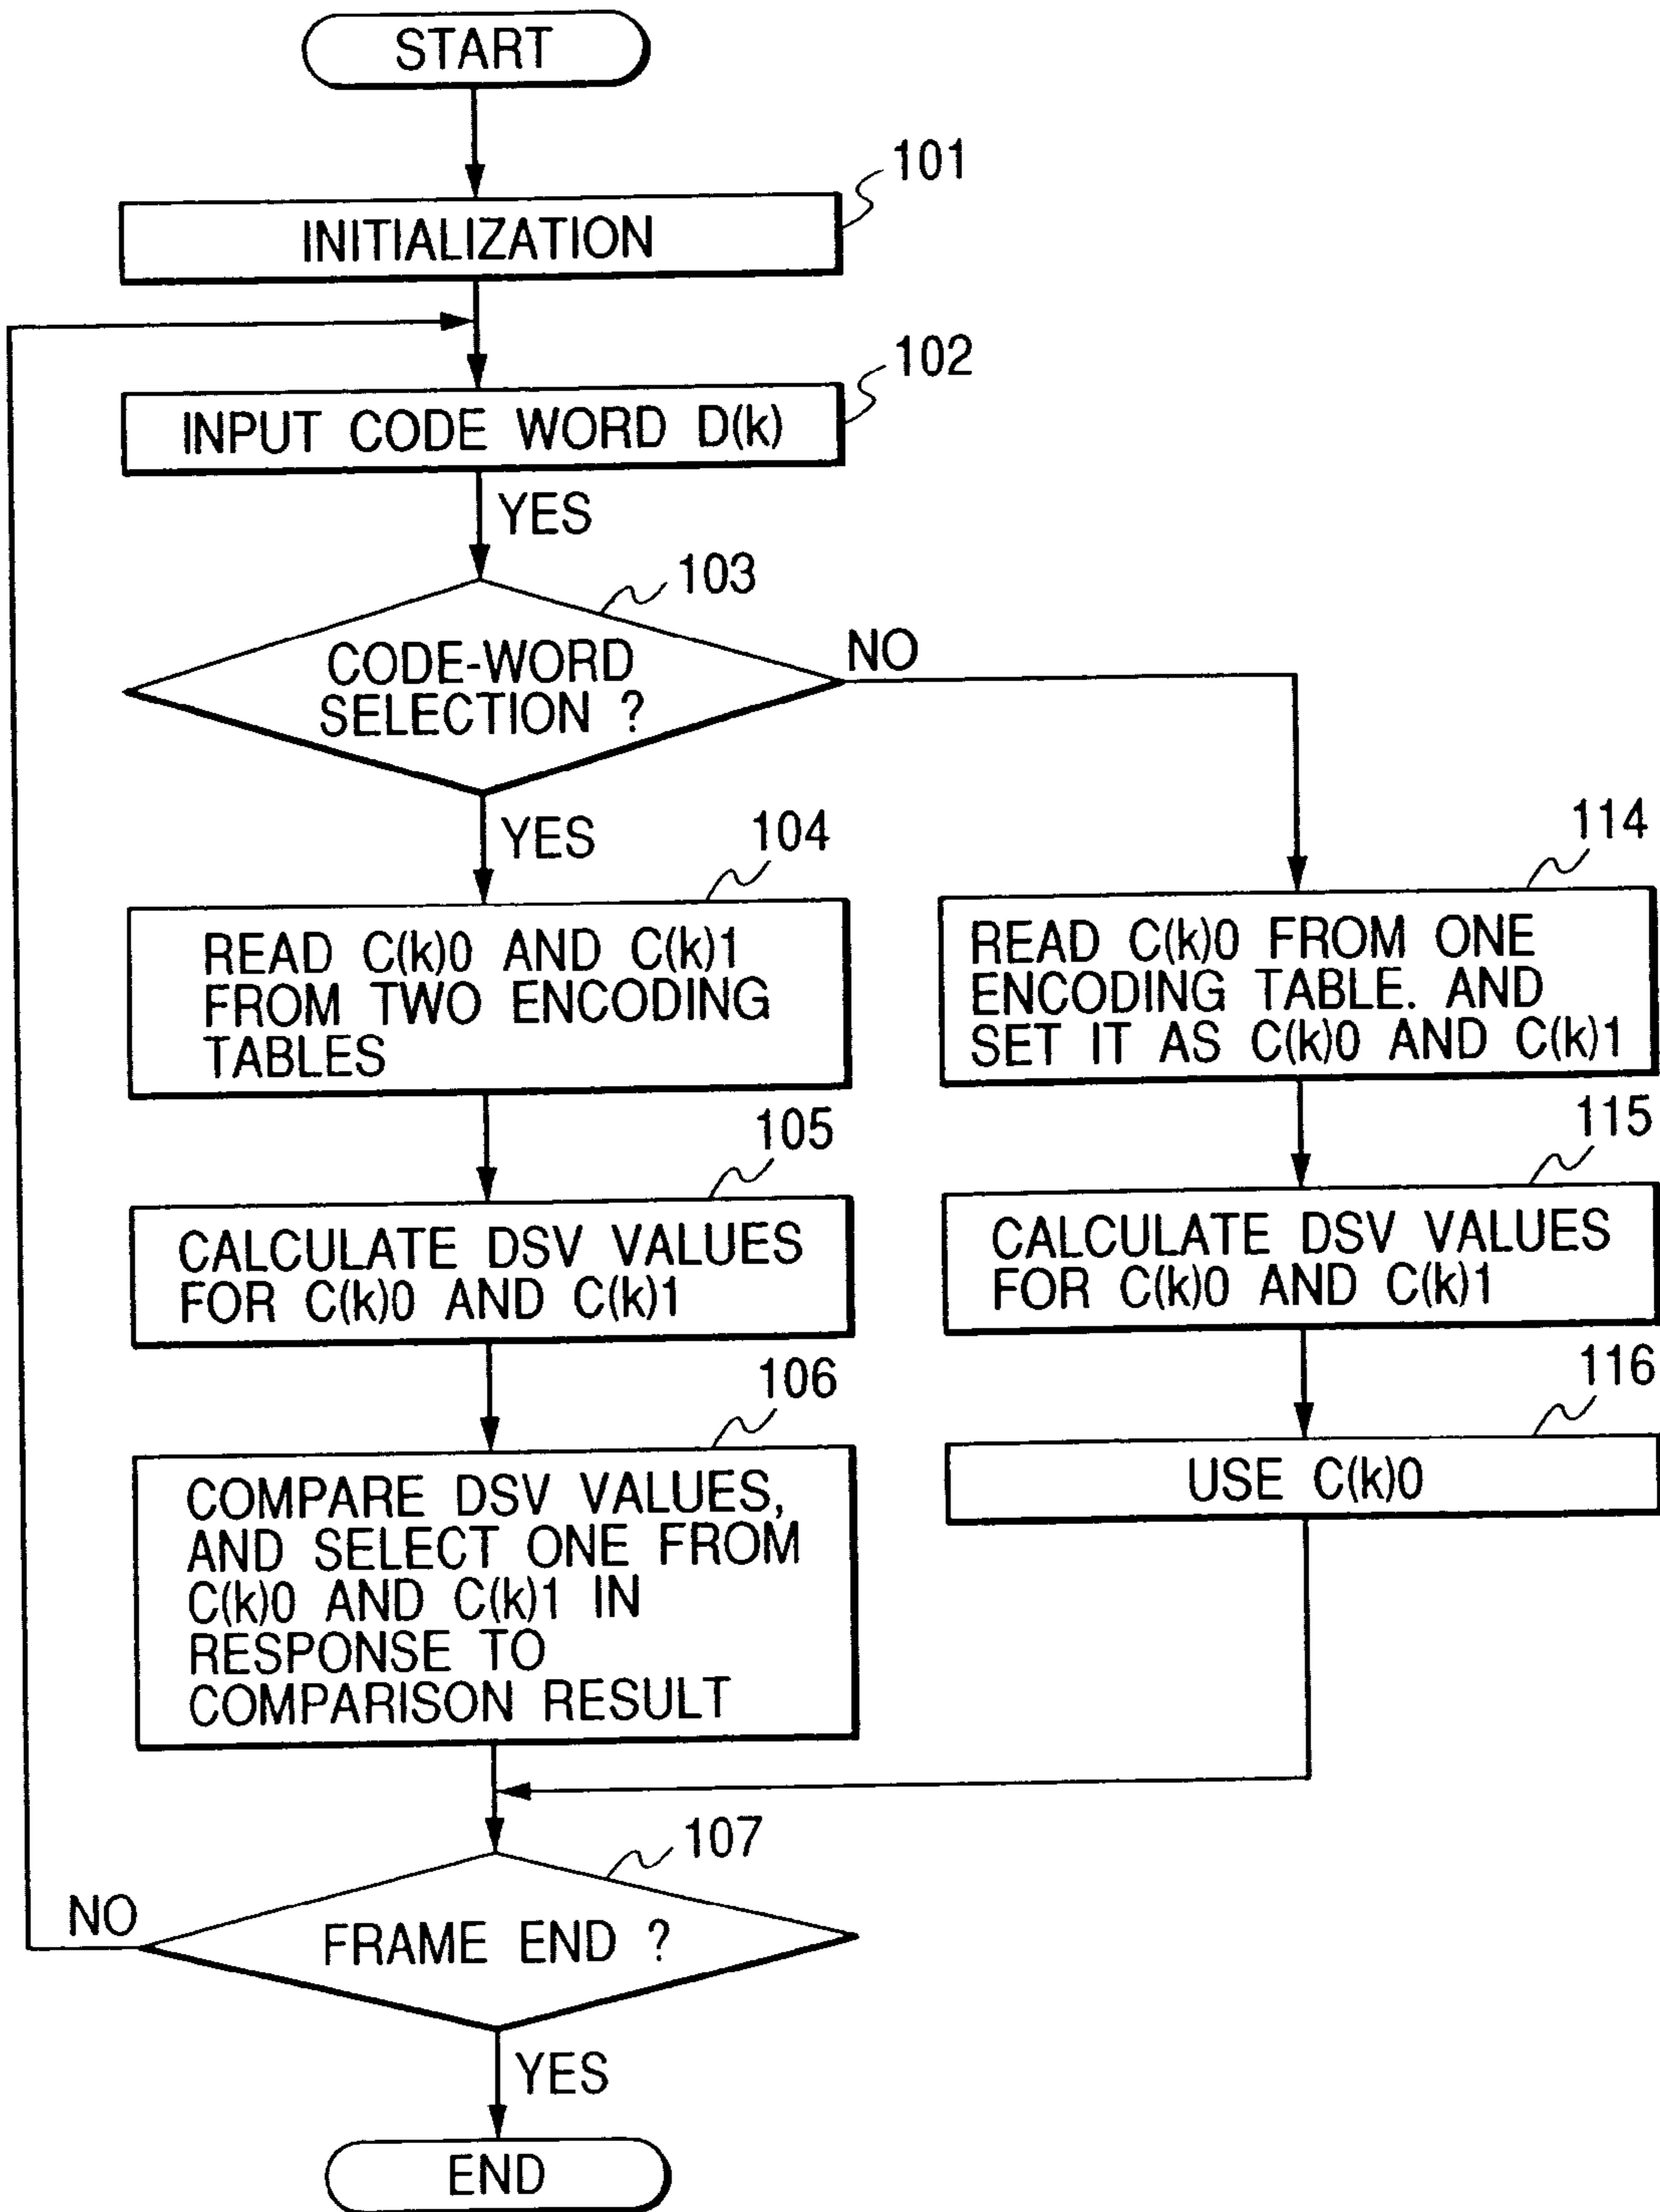 START
101
INITIALIZATION
102
INPUT CODE WORD D(k)
YES
103
CODE-WORD
SELECTION ?
NO
YES
104
READ C(k)0 AND C(k)1
FROM TWO ENCODING
TABLES
114
READ C(k)0 FROM ONE
ENCODING TABLE. AND
SET IT AS C(k)0 AND C(k)1
105
CALCULATE DSV VALUES
FOR C(k)0 AND C(k)1
115
CALCULATE DSV VALUES
FOR C(k)0 AND C(k)1
106
COMPARE DSV VALUES,
AND SELECT ONE FROM
C(k)0 AND C(k)1 IN
RESPONSE TO
COMPARISON RESULT
116
USE C(k)0
107
FRAME END ?
NO
YES
END